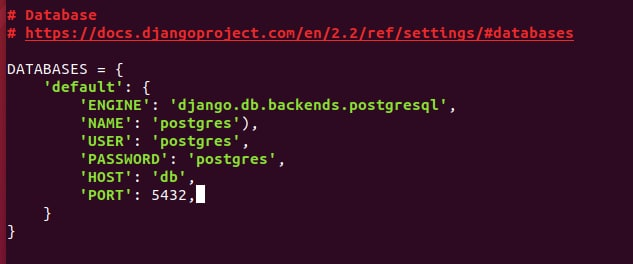 # Database
# https://docs.djangoproject.com/en/2.2/ref/settings/#databases
DATABASES = {
    'default': {
        'ENGINE': 'django.db.backends.postgresql',
        'NAME': 'postgres'),
        'USER': 'postgres',
        'PASSWORD': 'postgres',
        'HOST': 'db',
        'PORT': 5432,
    }
}